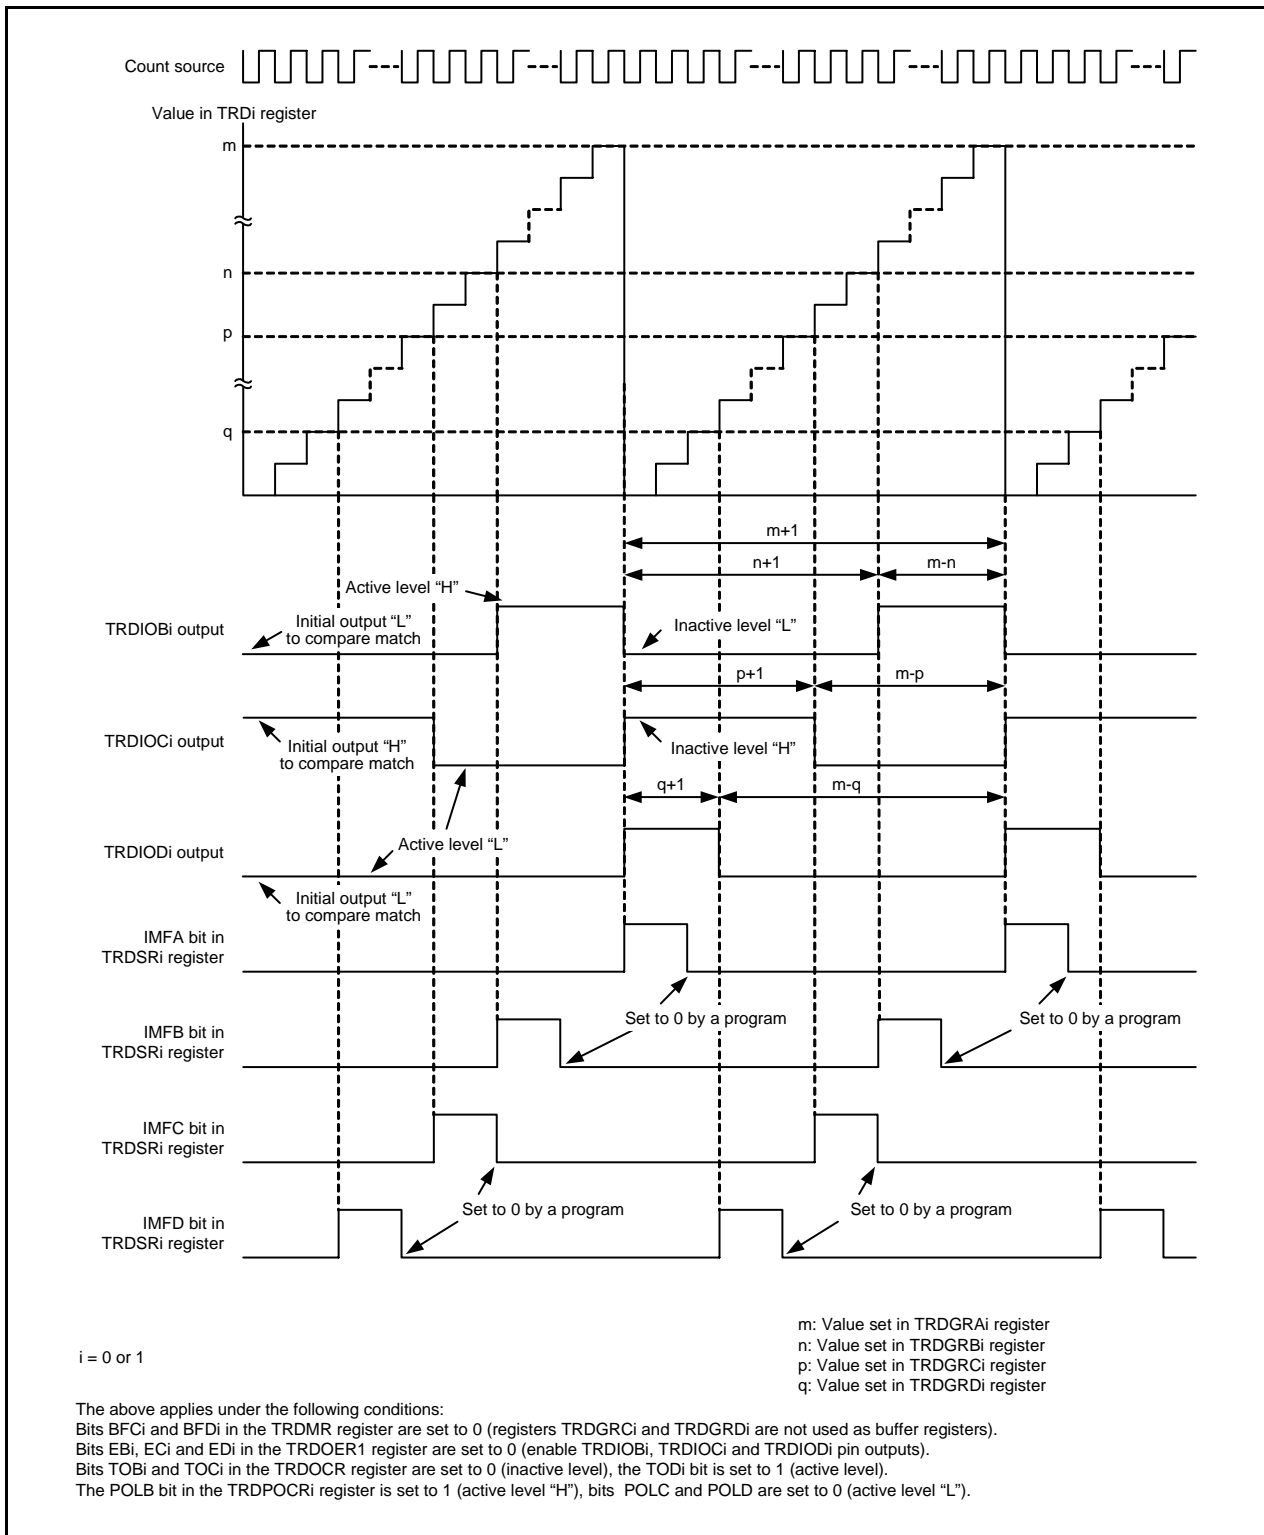 Count source
Value in TRDi register
m
n
p
q
m+1
n+1
m-n
Active level “H”
TRDIOBi output
Initial output “L”
to compare match
Inactive level “L”
p+1
m-p
TRDIOCi output
Initial output “H”
to compare match
Inactive level “H”
q+1
m-q
TRDIODi output
Active level “L”
Initial output “L”
to compare match
IMFA bit in
TRDSRi register
Set to 0 by a program
Set to 0 by a program
IMFB bit in
TRDSRi register
IMFC bit in
TRDSRi register
Set to 0 by a program
Set to 0 by a program
IMFD bit in
TRDSRi register
m: Value set in TRDGRAi register
n: Value set in TRDGRBi register
p: Value set in TRDGRCi register
q: Value set in TRDGRDi register
i = 0 or 1
The above applies under the following conditions:
Bits BFCi and BFDi in the TRDMR register are set to 0 (registers TRDGRCi and TRDGRDi are not used as buffer registers).
Bits EBi, ECi and EDi in the TRDOER1 register are set to 0 (enable TRDIOBi, TRDIOCi and TRDIODi pin outputs).
Bits TOBi and TOCi in the TRDOCR register are set to 0 (inactive level), the TODi bit is set to 1 (active level).
The POLB bit in the TRDPOCRi register is set to 1 (active level “H”), bits POLC and POLD are set to 0 (active level “L”).